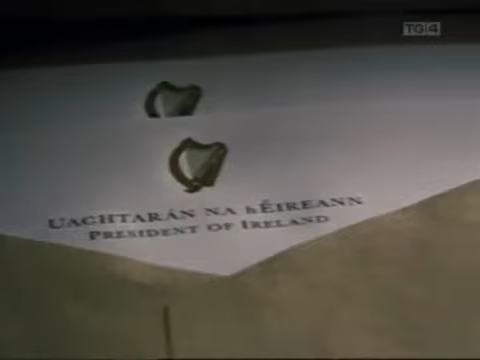 TG4
UACHTARÁN NA hÉIREANN
PRESIDENT OF IRELAND